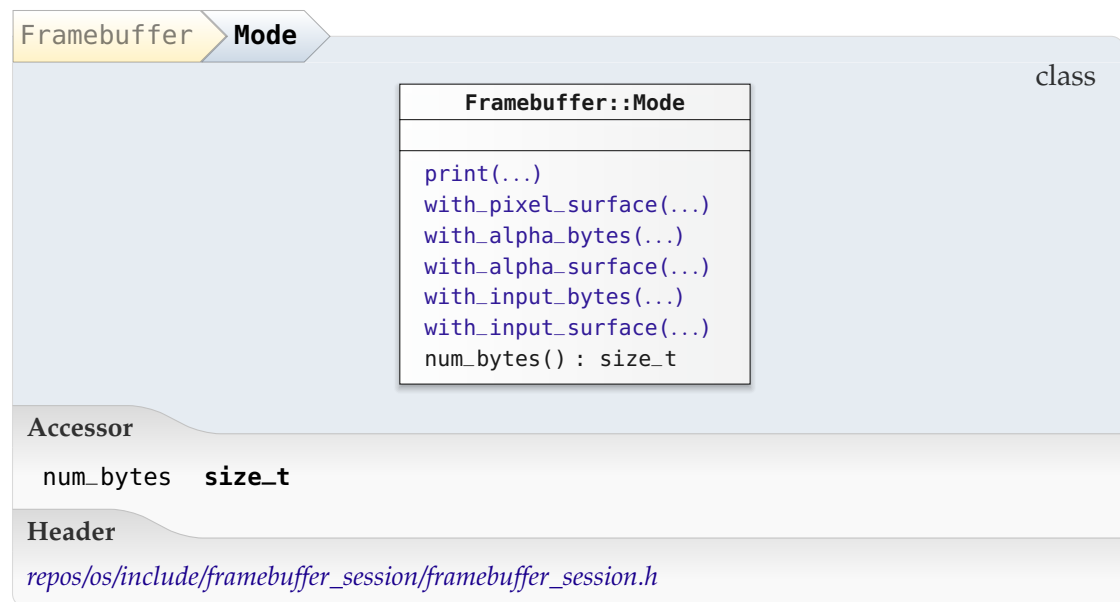 Framebuffer Mode
class
Framebuffer::Mode
print(...)
with_pixel_surface(...)
with_alpha_bytes(...)
with_alpha_surface(...)
with_input_bytes(...)
with_input_surface(...)
num_bytes() : size_t
Accessor
num_bytes size_t
Header
repos/os/include/framebuffer_session/framebuffer_session.h